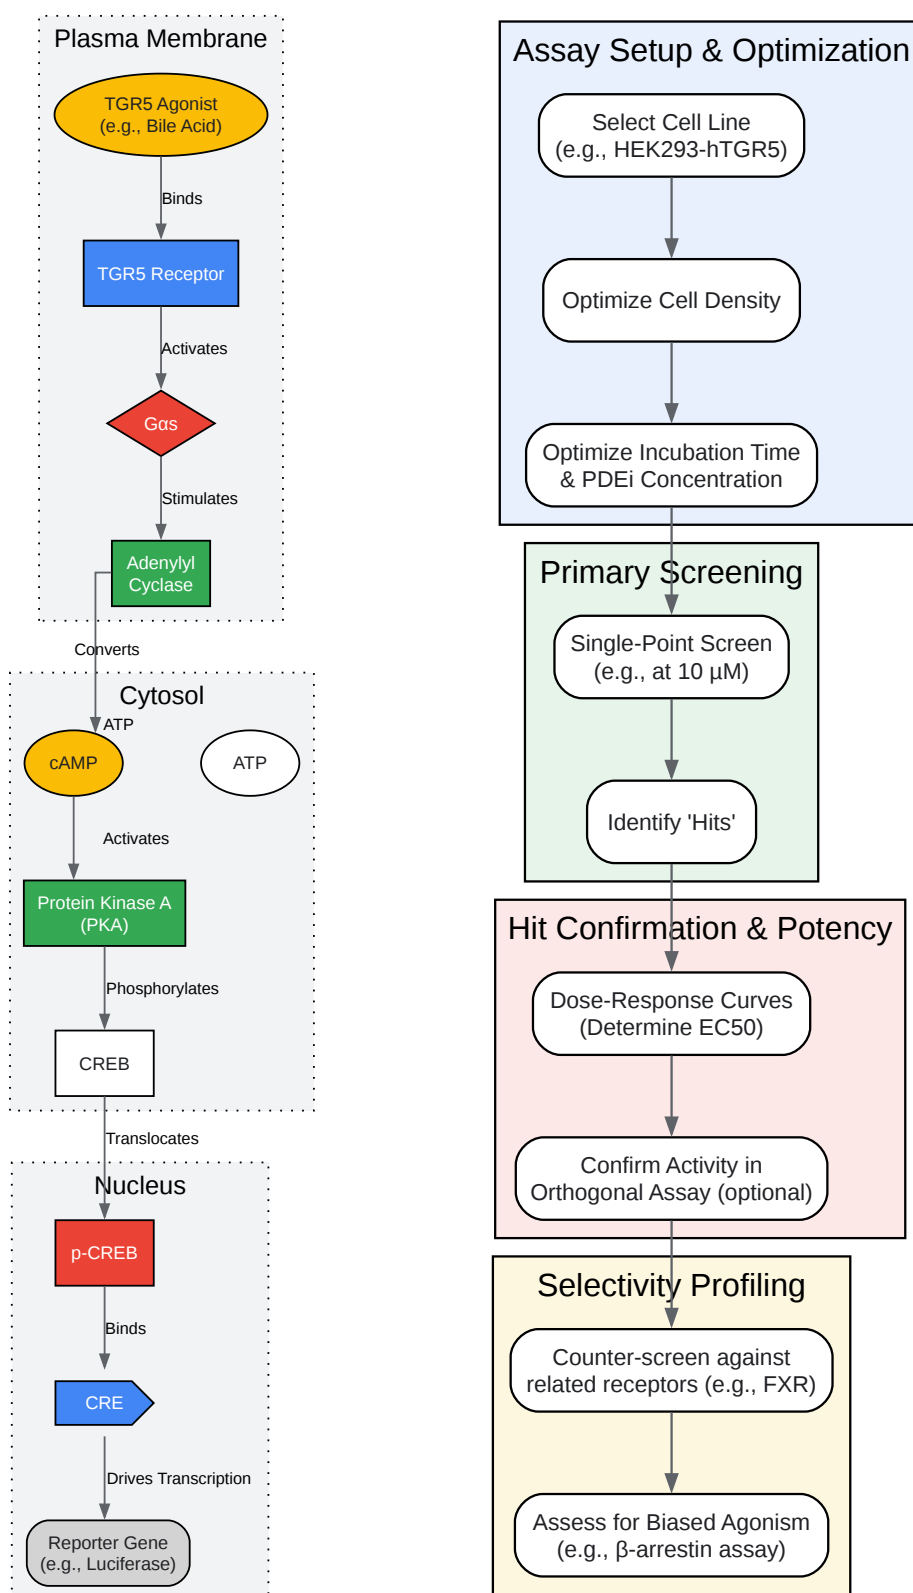 Plasma Membrane
TGR5 Agonist
(e.g., Bile Acid)
Binds
TGR5 Receptor
Activates
Gαs
Stimulates
Adenylyl
Cyclase
Converts
Cytosol
ATP
cAMP
ATP
Activates
Protein Kinase A
(PKA)
Phosphorylates
CREB
Translocates
Nucleus
p-CREB
Binds
CRE
Drives Transcription
Reporter Gene
(e.g., Luciferase)
Assay Setup & Optimization
Select Cell Line
(e.g., HEK293-hTGR5)
Optimize Cell Density
Optimize Incubation Time
& PDEi Concentration
Primary Screening
Single-Point Screen
(e.g., at 10 µM)
Identify 'Hits'
Hit Confirmation & Potency
Dose-Response Curves
(Determine EC50)
Confirm Activity in
Orthogonal Assay (optional)
Selectivity Profiling
Counter-screen against
related receptors (e.g., FXR)
Assess for Biased Agonism
(e.g., β-arrestin assay)